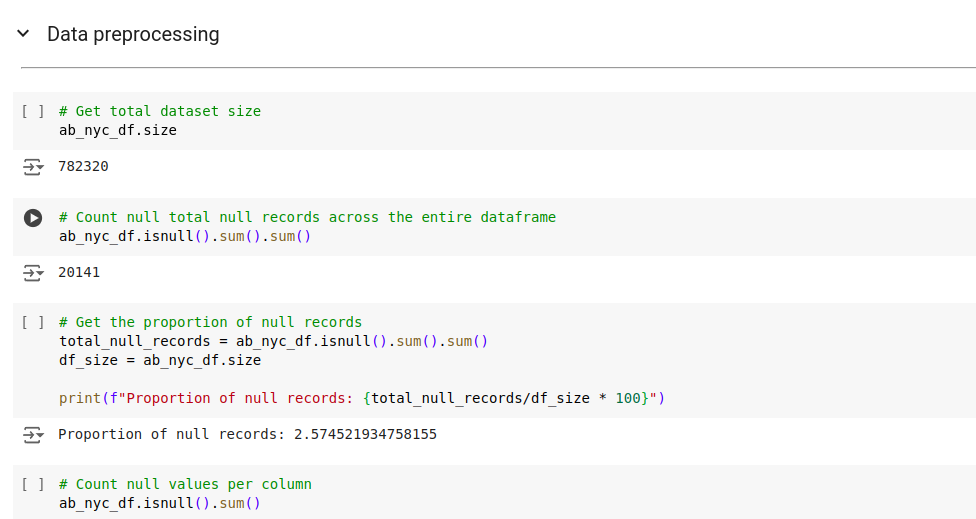 Data preprocessing
[ ] # Get total dataset size
ab_nyc_df.size
782320
# Count null total null records across the entire dataframe
ab_nyc_df.isnull().sum().sum()
20141
[ ] # Get the proportion of null records
total_null_records = ab_nyc_df.isnull().sum().sum()
df_size = ab_nyc_df.size
print(f"Proportion of null records: {total_null_records/df_size * 100}")
Proportion of null records: 2.574521934758155
[ ] # Count null values per column
ab_nyc_df.isnull().sum()